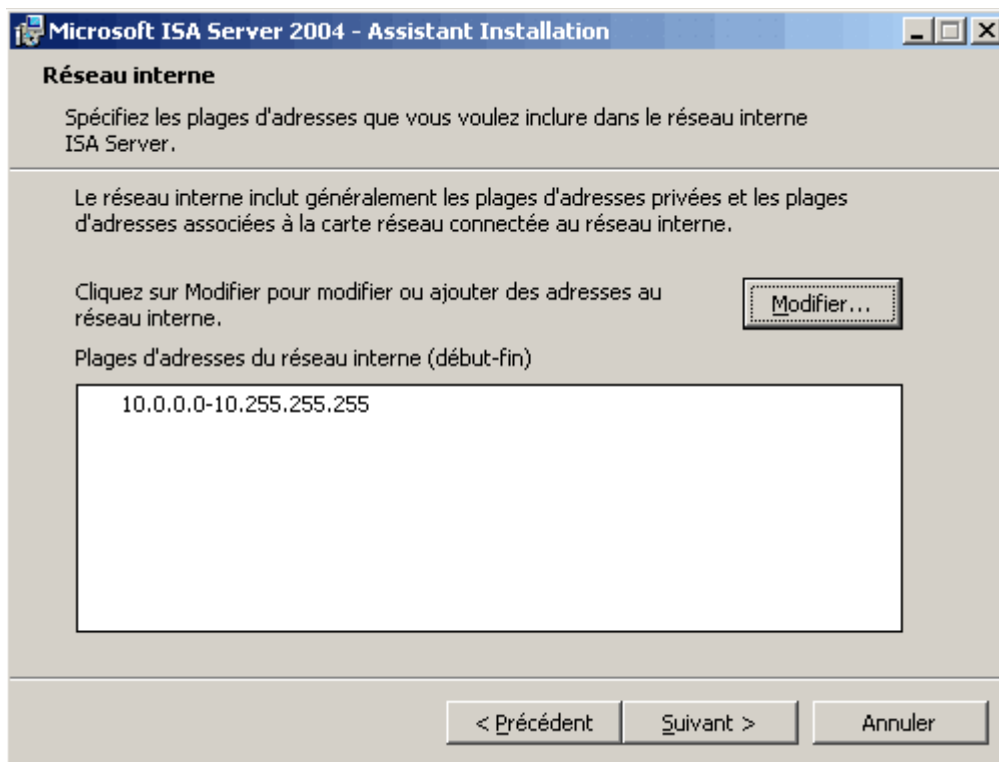 Microsoft ISA Server 2004 - Assistant Installation
Réseau interne
Spécifiez les plages d'adresses que vous voulez inclure dans le réseau interne
ISA Server.
Le réseau interne inclut généralement les plages d'adresses privées et les plages
d'adresses associées à la carte réseau connectée au réseau interne.
Cliquez sur Modifier pour modifier ou ajouter des adresses au
réseau interne.
Modifier...
Plages d'adresses du réseau interne (début-fin)
10.0.0.0-10.255.255.255
< Précédent
Suivant >
Annuler